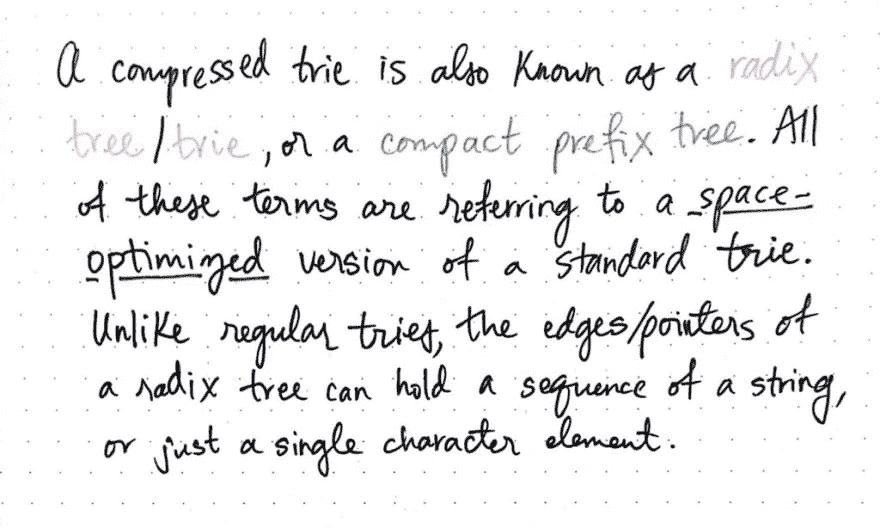 A compressed trie is also known as a radix
tree/trie, or a compact prefix tree. All
of these terms are referring to a space-
optimized version of a standard trie.
Unlike regular tries, the edges/pointers of
a radix tree can hold a sequence of a string,
or just a single character element.